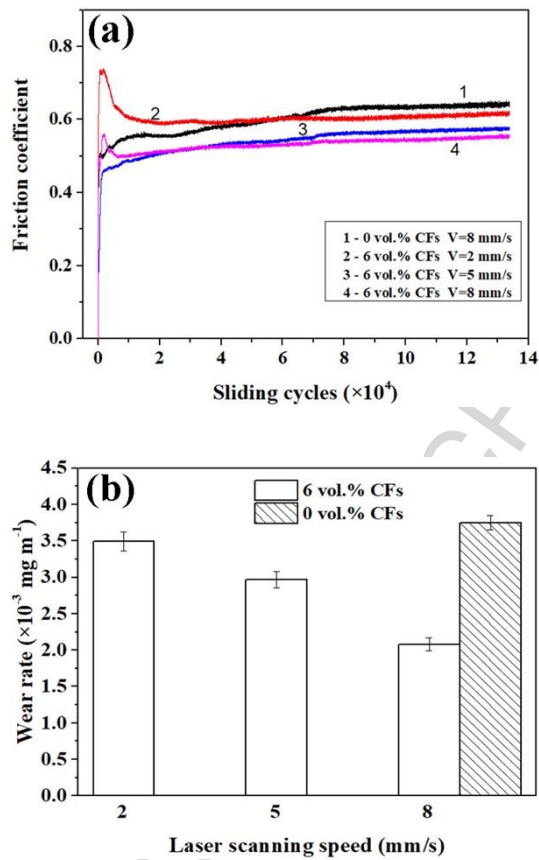 (a)
Friction coefficient
0.8
0.6
0.4
0.2
0.0
1
2
3
4
1 - 0 vol.% CFs V=8 mm/s
2 - 6 vol.% CFs V=2 mm/s
3 - 6 vol.% CFs V=5 mm/s
4 - 6 vol.% CFs V=8 mm/s
0 2 4 6 8 10 12 14
Sliding cycles (×10⁴)
(b)
Wear rate (×10⁻³ mg m⁻¹)
4.5
4.0
3.5
3.0
2.5
2.0
1.5
1.0
0.5
0.0
6 vol.% CFs
0 vol.% CFs
2 5 8
Laser scanning speed (mm/s)